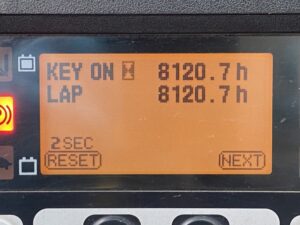 KEY ON 8120.7h
LAP 8120.7h
2SEC
RESET NEXT